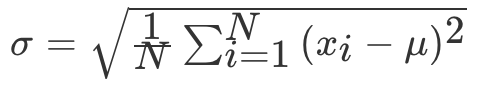 σ = √(1/N ∑_{i=1}^{N} (x_i − μ)^2)